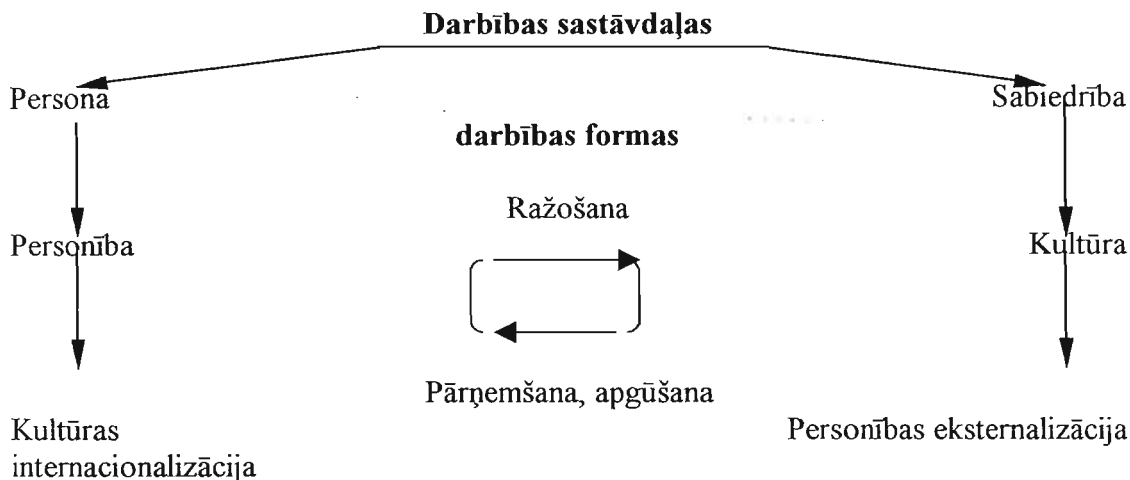 Darbības sastāvdaļas
Persona
Sabiedrība
darbības formas
Ražošana
Personība
Kultūra
Pārņemšana, apgūšana
Kultūras
internacionalizācija
Personības eksternalizācija